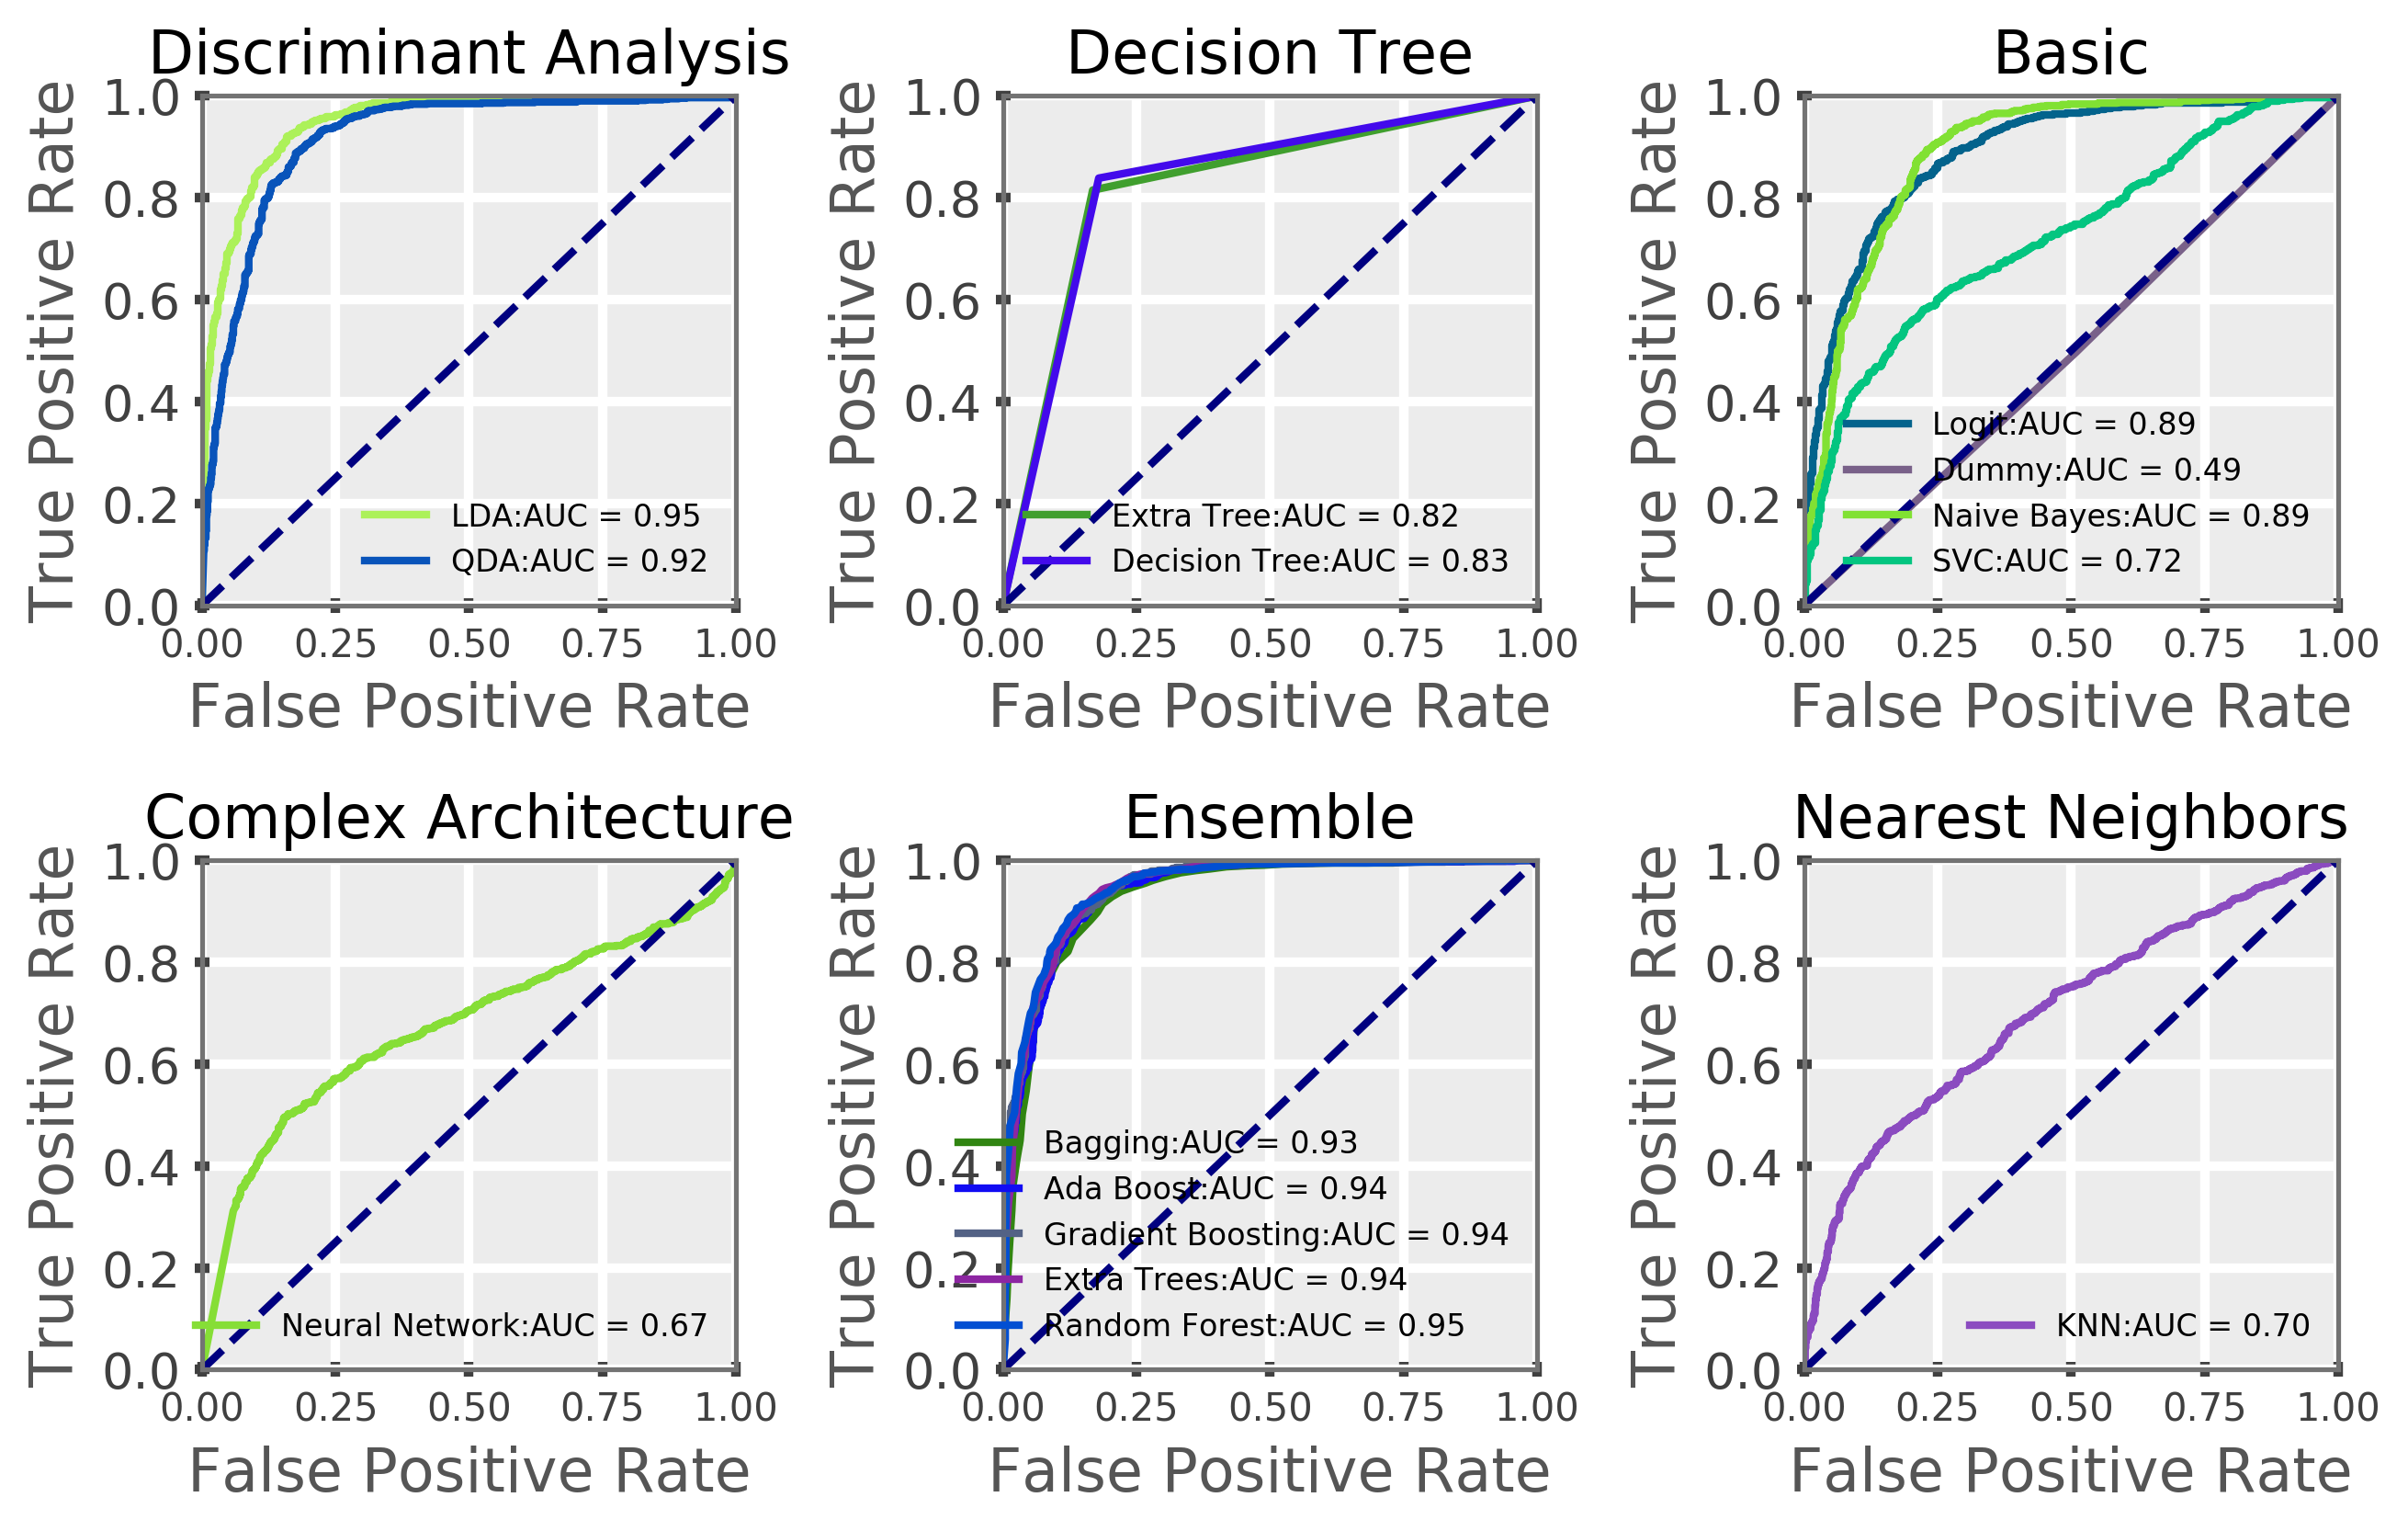 Discriminant Analysis
True Positive Rate
1.0
0.8
0.6
0.4
0.2
0.0
LDA:AUC = 0.95
QDA:AUC = 0.92
0.00 0.25 0.50 0.75 1.00
False Positive Rate
Decision Tree
True Positive Rate
1.0
0.8
0.6
0.4
0.2
0.0
Extra Tree:AUC = 0.82
Decision Tree:AUC = 0.83
0.00 0.25 0.50 0.75 1.00
False Positive Rate
Basic
True Positive Rate
1.0
0.8
0.6
0.4
0.2
0.0
Logit:AUC = 0.89
Dummy:AUC = 0.49
Naive Bayes:AUC = 0.89
SVC:AUC = 0.72
0.00 0.25 0.50 0.75 1.00
False Positive Rate
Complex Architecture
True Positive Rate
1.0
0.8
0.6
0.4
0.2
0.0
Neural Network:AUC = 0.67
0.00 0.25 0.50 0.75 1.00
False Positive Rate
Ensemble
True Positive Rate
1.0
0.8
0.6
0.4
0.2
0.0
Bagging:AUC = 0.93
Ada Boost:AUC = 0.94
Gradient Boosting:AUC = 0.94
Extra Trees:AUC = 0.94
Random Forest:AUC = 0.95
0.00 0.25 0.50 0.75 1.00
False Positive Rate
Nearest Neighbors
True Positive Rate
1.0
0.8
0.6
0.4
0.2
0.0
KNN:AUC = 0.70
0.00 0.25 0.50 0.75 1.00
False Positive Rate